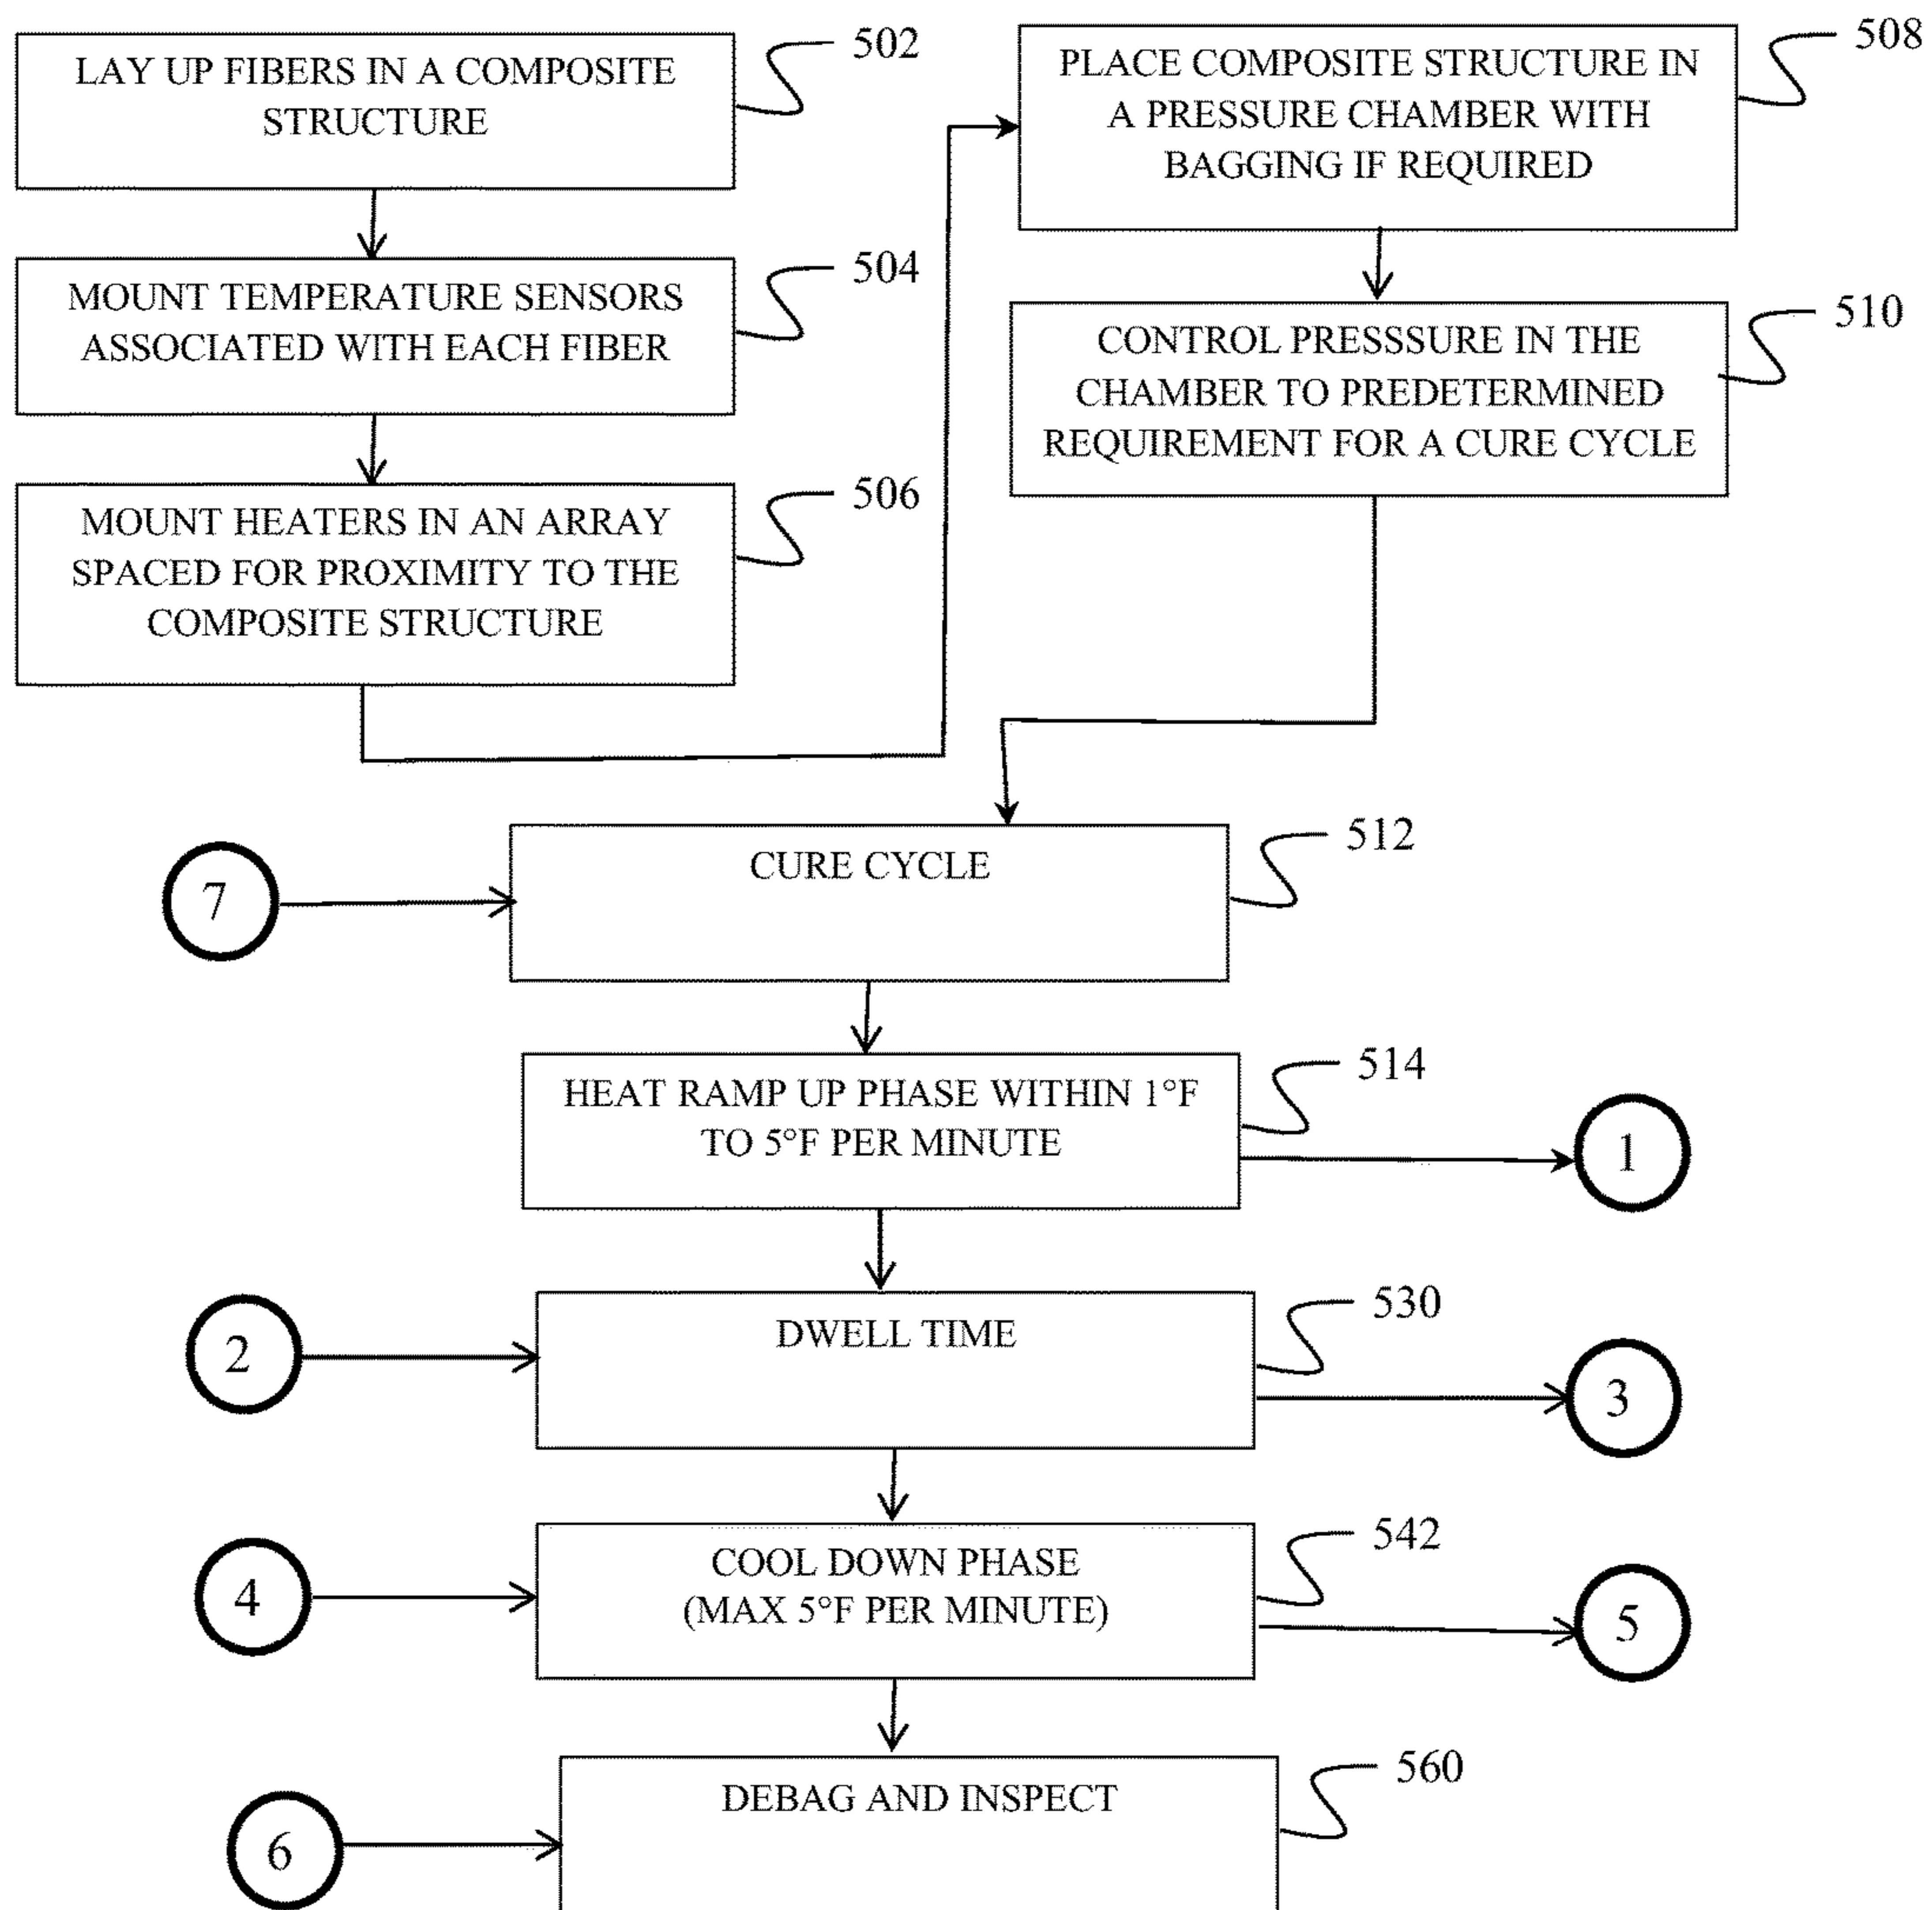 LAY UP FIBERS IN A COMPOSITE
STRUCTURE
502
MOUNT TEMPERATURE SENSORS
ASSOCIATED WITH EACH FIBER
504
MOUNT HEATERS IN AN ARRAY
SPACED FOR PROXIMITY TO THE
COMPOSITE STRUCTURE
506
PLACE COMPOSITE STRUCTURE IN
A PRESSURE CHAMBER WITH
BAGGING IF REQUIRED
508
CONTROL PRESSSURE IN THE
CHAMBER TO PREDETERMINED
REQUIREMENT FOR A CURE CYCLE
510
7
CURE CYCLE
512
HEAT RAMP UP PHASE WITHIN 1°F
TO 5°F PER MINUTE
514
1
2
DWELL TIME
530
3
4
COOL DOWN PHASE
(MAX 5°F PER MINUTE)
542
5
6
DEBAG AND INSPECT
560